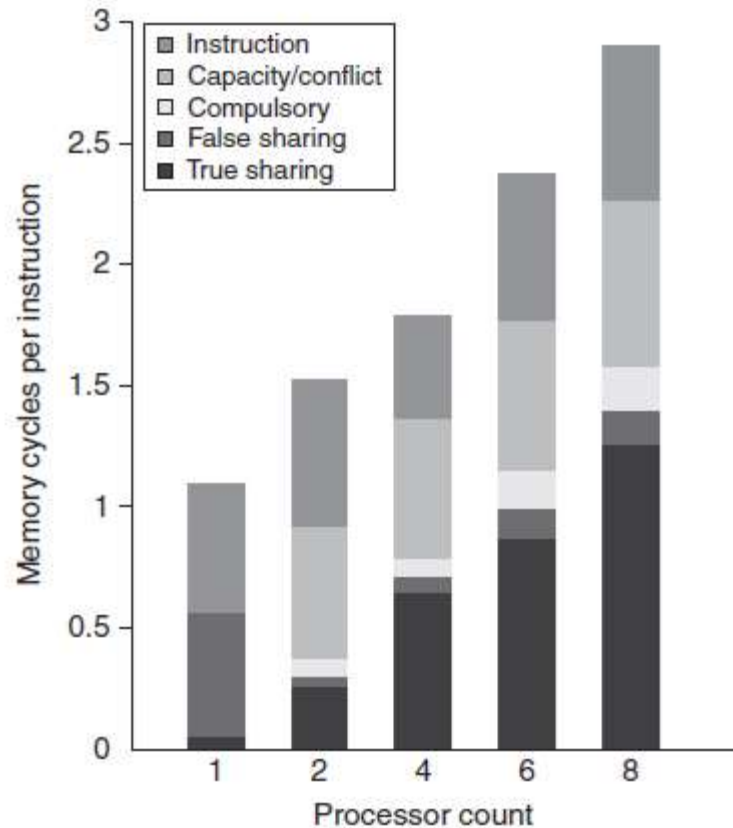 3
Instruction
Capacity/conflict
Compulsory
False sharing
True sharing
2.5
2
1.5
1
0.5
0
Memory cycles per instruction
1 2 4 6 8
Processor count